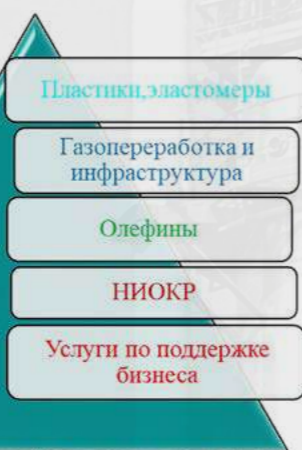 Пластики,эластомеры
Газопереработка и
инфраструктура
Олефины
НИОКР
Услуги по поддержке
бизнеса